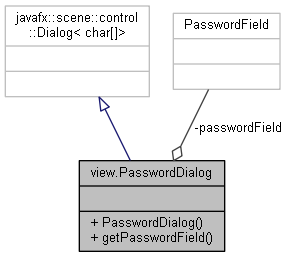 javafx::scene::control
::Dialog< char[]>
PasswordField
-passwordField
view.PasswordDialog
+ PasswordDialog()
+ getPasswordField()